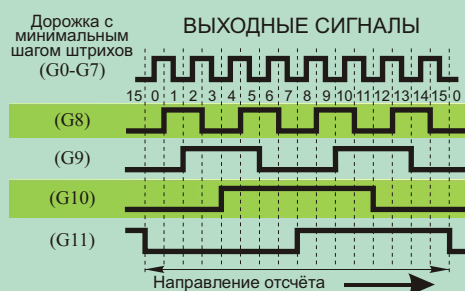 Дорожка с
минимальным
шагом штрихов
(G0-G7)
ВЫХОДНЫЕ СИГНАЛЫ
15 0 1 2 3 4 5 6 7 8 9 10 11 12 13 14 15 0
(G8)
(G9)
(G10)
(G11)
Направление отсчёта